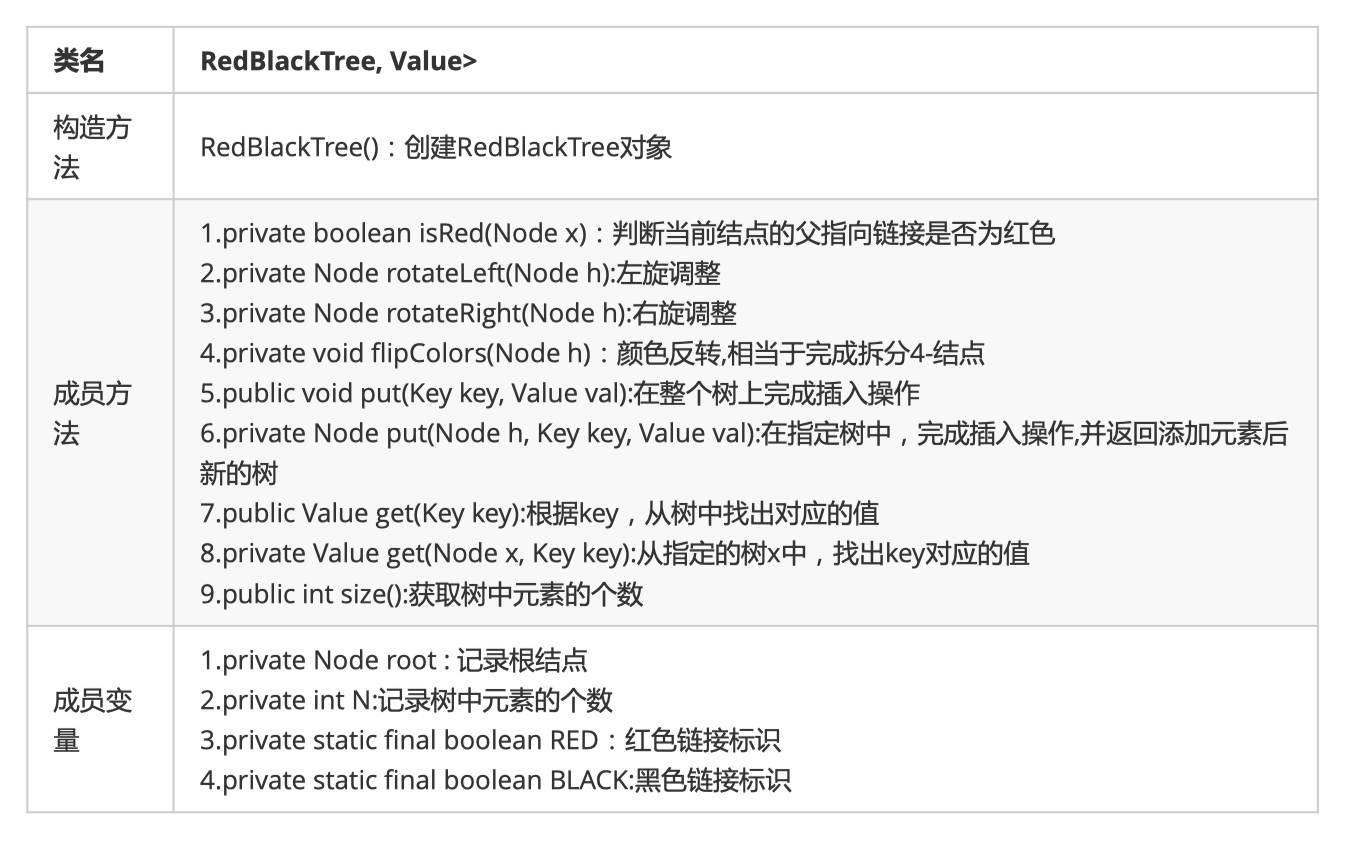 类名
RedBlackTree, Value>
构造方
法
RedBlackTree()：创建RedBlackTree对象
成员方
法
1.private boolean isRed(Node x)：判断当前结点的父指向链接是否为红色
2.private Node rotateLeft(Node h):左旋调整
3.private Node rotateRight(Node h):右旋调整
4.private void flipColors(Node h)：颜色反转,相当于完成拆分4-结点
5.public void put(Key key, Value val):在整个树上完成插入操作
6.private Node put(Node h, Key key, Value val):在指定树中，完成插入操作,并返回添加元素后
新的树
7.public Value get(Key key):根据key，从树中找出对应的值
8.private Value get(Node x, Key key):从指定的树x中，找出key对应的值
9.public int size():获取树中元素的个数
成员变
量
1.private Node root : 记录根结点
2.private int N:记录树中元素的个数
3.private static final boolean RED：红色链接标识
4.private static final boolean BLACK:黑色链接标识